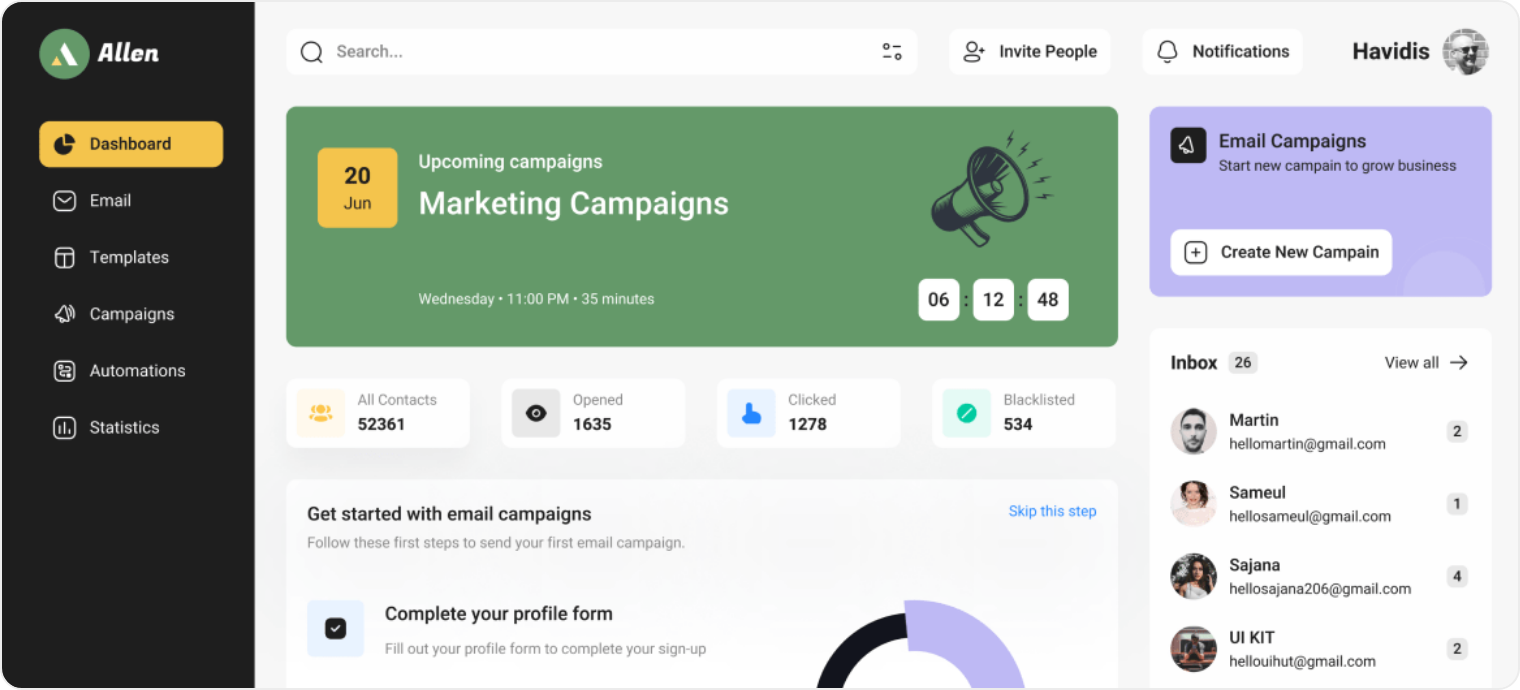 Allen
Dashboard
Email
Templates
Campaigns
Automations
Statistics
Search...
Invite People
Notifications
Havidis
20
Jun
Upcoming campaigns
Marketing Campaigns
Wednesday • 11:00 PM • 35 minutes
06 : 12 : 48
Email Campaigns
Start new campain to grow business
Create New Campain
All Contacts
52361
Opened
1635
Clicked
1278
Blacklisted
534
Get started with email campaigns
Skip this step
Follow these first steps to send your first email campaign.
Complete your profile form
Fill out your profile form to complete your sign-up
Inbox 26
View all
Martin
hellomartin@gmail.com
2
Sameul
hellosameul@gmail.com
1
Sajana
hellosajana206@gmail.com
4
UI KIT
hellouihut@gmail.com
2